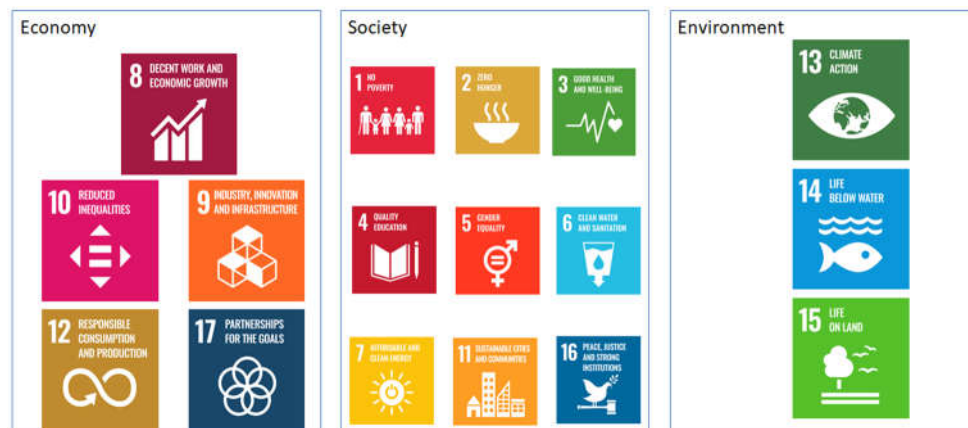 Economy
8 DECENT WORK AND
ECONOMIC GROWTH
10 REDUCED
INEQUALITIES
9 INDUSTRY, INNOVATION
AND INFRASTRUCTURE
12 RESPONSIBLE
CONSUMPTION
AND PRODUCTION
17 PARTNERSHIPS
FOR THE GOALS
Society
1 NO
POVERTY
2 ZERO
HUNGER
3 GOOD HEALTH
AND WELL-BEING
4 QUALITY
EDUCATION
5 GENDER
EQUALITY
6 CLEAN WATER
AND SANITATION
7 AFFORDABLE AND
CLEAN ENERGY
11 SUSTAINABLE CITIES
AND COMMUNITIES
16 PEACE, JUSTICE
AND STRONG
INSTITUTIONS
Environment
13 CLIMATE
ACTION
14 LIFE
BELOW WATER
15 LIFE
ON LAND